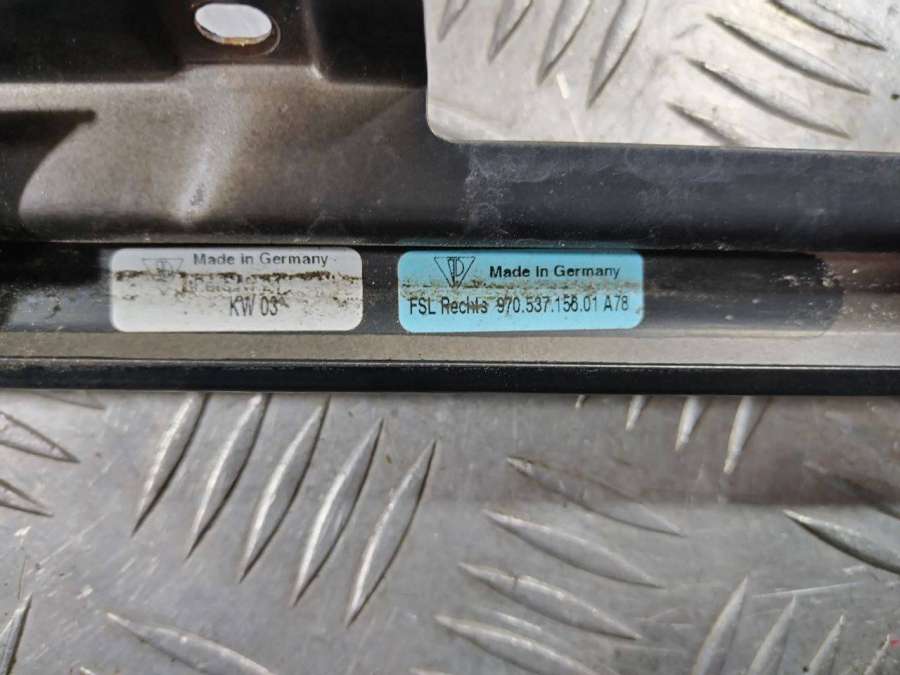 Made in Germany
KW 03
Made in Germany
FSL Rechts 970.537.156.01 A78